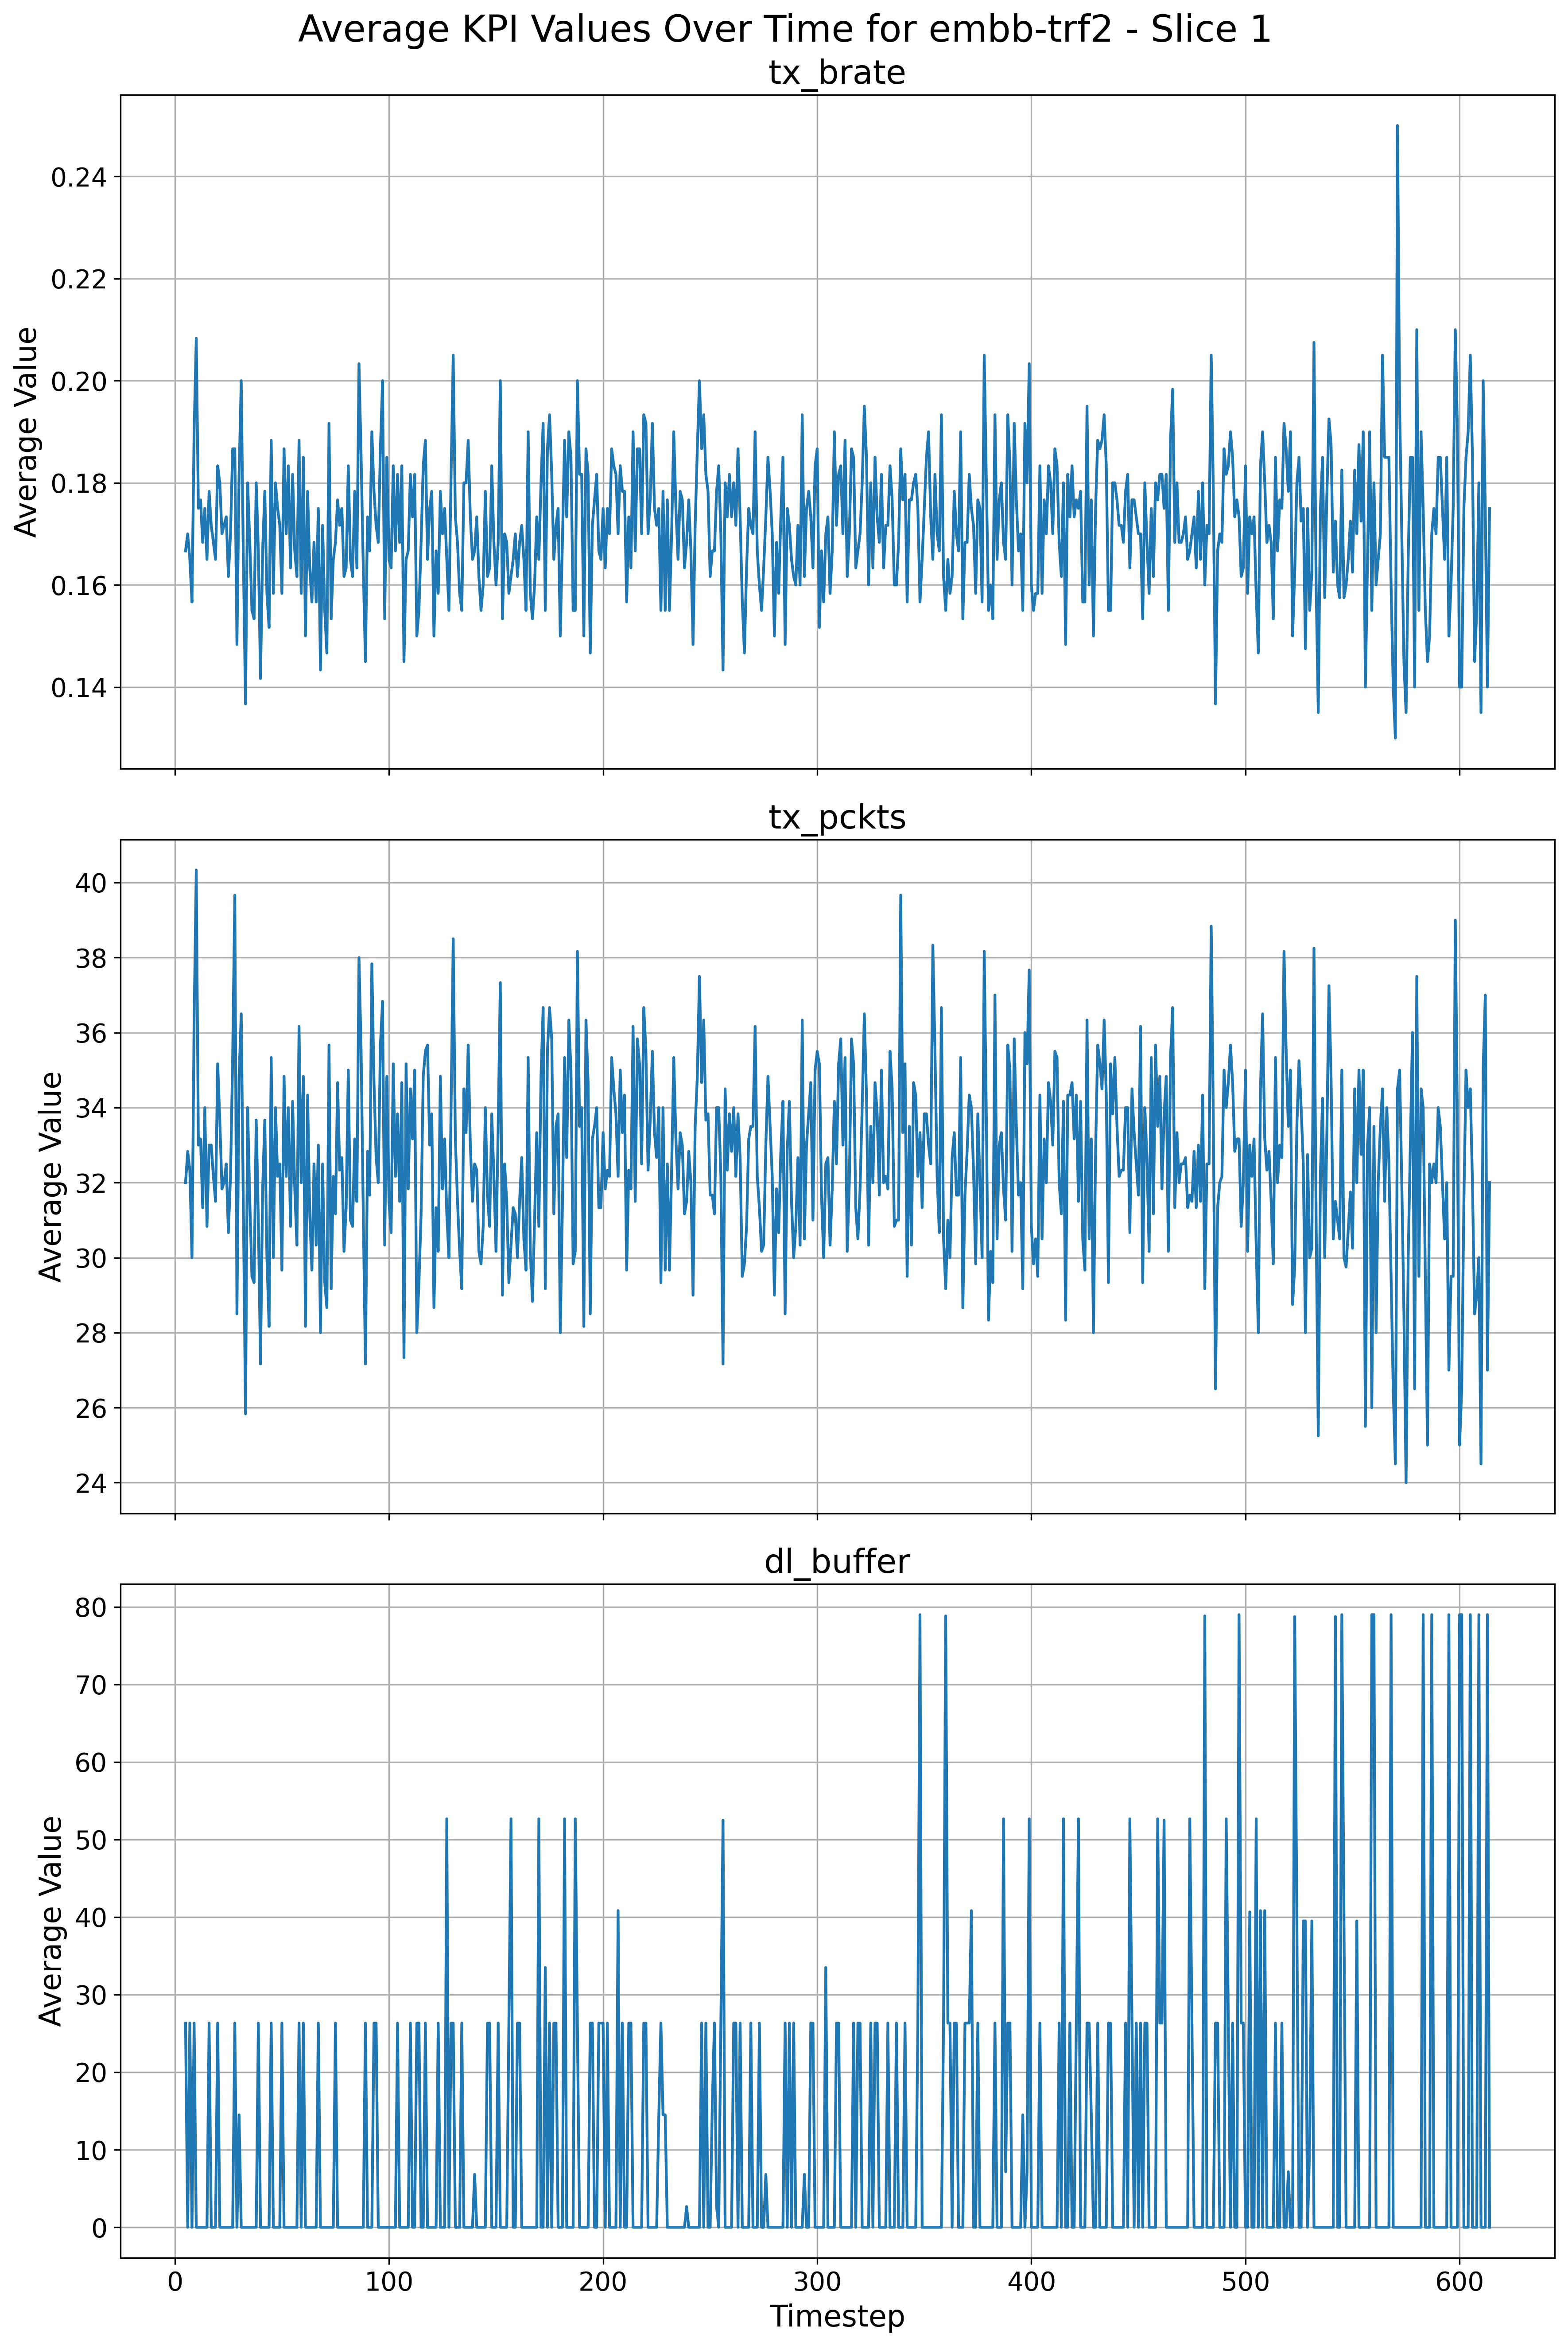 Average KPI Values Over Time for embb-trf2 - Slice 1
tx_brate
Average Value
0.24
0.22
0.20
0.18
0.16
0.14
tx_pckts
Average Value
40
38
36
34
32
30
28
26
24
dl_buffer
Average Value
80
70
60
50
40
30
20
10
0
0 100 200 300 400 500 600
Timestep